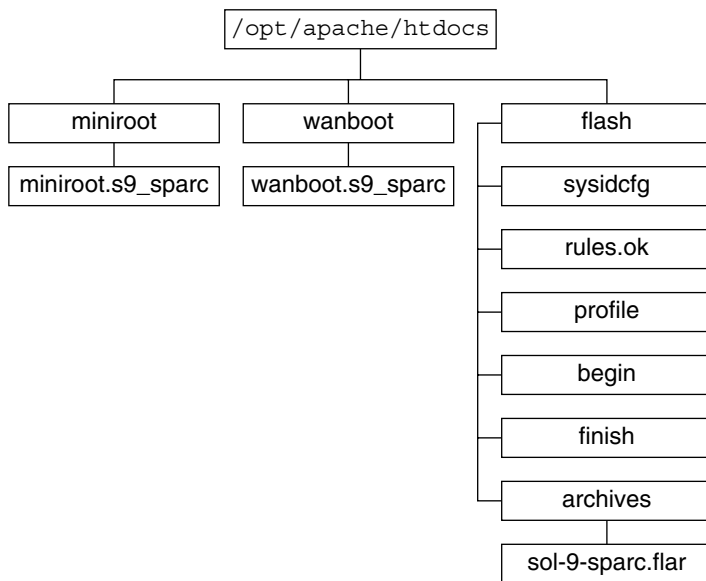 /opt/apache/htdocs
miniroot
wanboot
flash
miniroot.s9_sparc
wanboot.s9_sparc
sysidcfg
rules.ok
profile
begin
finish
archives
sol-9-sparc.flar